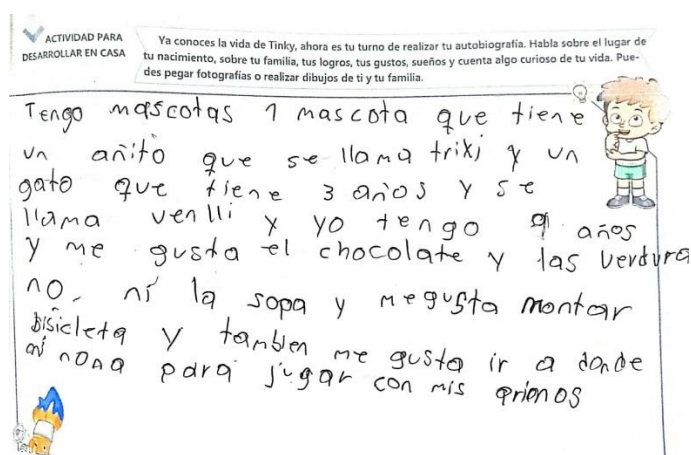 ACTIVIDAD PARA
DESARROLLAR EN CASA
Ya conoces la vida de Tinky, ahora es tu turno de realizar tu autobiografía. Habla sobre el lugar de
tu nacimiento, sobre tu familia, tus logros, tus gustos, sueños y cuenta algo curioso de tu vida. Pue-
des pegar fotografías o realizar dibujos de ti y tu familia.
Tengo mascotas 1 mascota que tiene
un añito que se llama trixi y un
gato que tiene 3 años y se
llama venlli y yo tengo 9 años
y me gusta el chocolate y las verdura
no, ni la sopa y megusta montar
bisicleta y tambien me gusta ir a donde
mi nona para jugar con mis primos